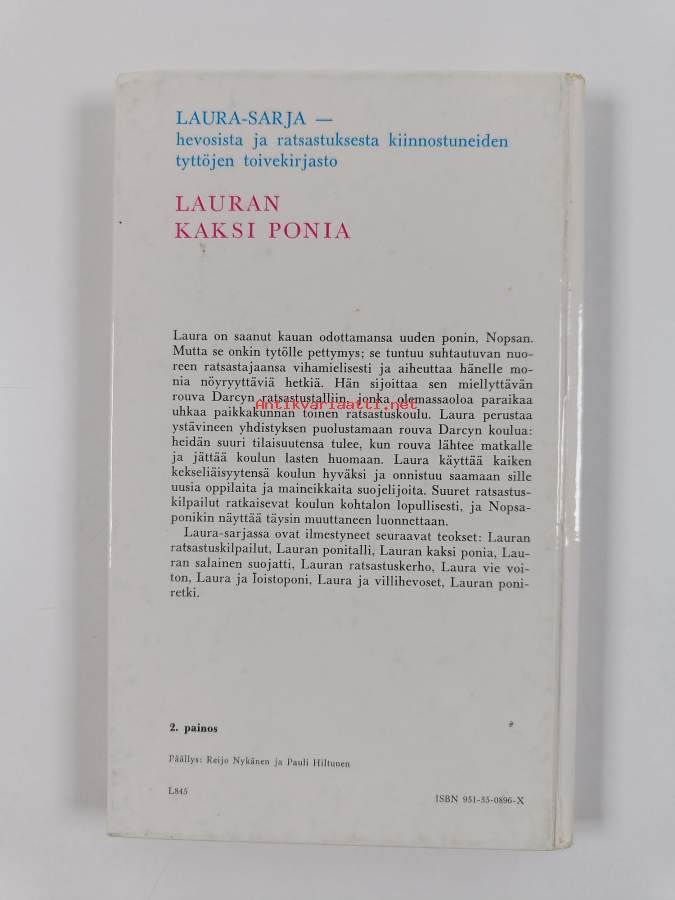 LAURA-SARJA —
hevosista ja ratsastuksesta kiinnostuneiden
tyttöjen toivekirjasto
LAURAN
KAKSI PONIA
Laura on saanut kauan odottamansa uuden ponin, Nopsan.
Mutta se onkin tytölle pettymys; se tuntuu suhtautuvan nuo-
reen ratsastajaansa vihamielisesti ja aiheuttaa hänelle mo-
nia nöyryyttäviä hetkiä. Hän sijoittaa sen miellyttävän
rouva Darcyn ratsastustalliin, jonka olemassaoloa paraikaa
Antikvariaatti.net
uhkaa paikkakunnan toinen ratsastuskoulu. Laura perustaa
ystävineen yhdistyksen puolustamaan rouva Darcyn koulua:
heidän suuri tilaisuutensa tulee, kun rouva lähtee matkalle
ja jättää koulun lasten huomaan. Laura käyttää kaiken
kekseliäisyytensä koulun hyväksi ja onnistuu saamaan sille
uusia oppilaita ja maineikkaita suojelijoita. Suuret ratsastus-
kilpailut ratkaisevat koulun kohtalon lopullisesti, ja Nopsa-
ponikin näyttää täysin muuttaneen luonnettaan.
Laura-sarjassa ovat ilmestyneet seuraavat teokset: Lauran
ratsastuskilpailut, Lauran ponitalli, Lauran kaksi ponia, Lau-
ran salainen suojatti, Lauran ratsastuskerho, Laura vie voi-
ton, Laura ja loistoponi, Laura ja villihevoset, Lauran poni-
retki.
2. painos
Päällys: Reijo Nykänen ja Pauli Hiltunen
L845
ISBN 951-35-0896-X